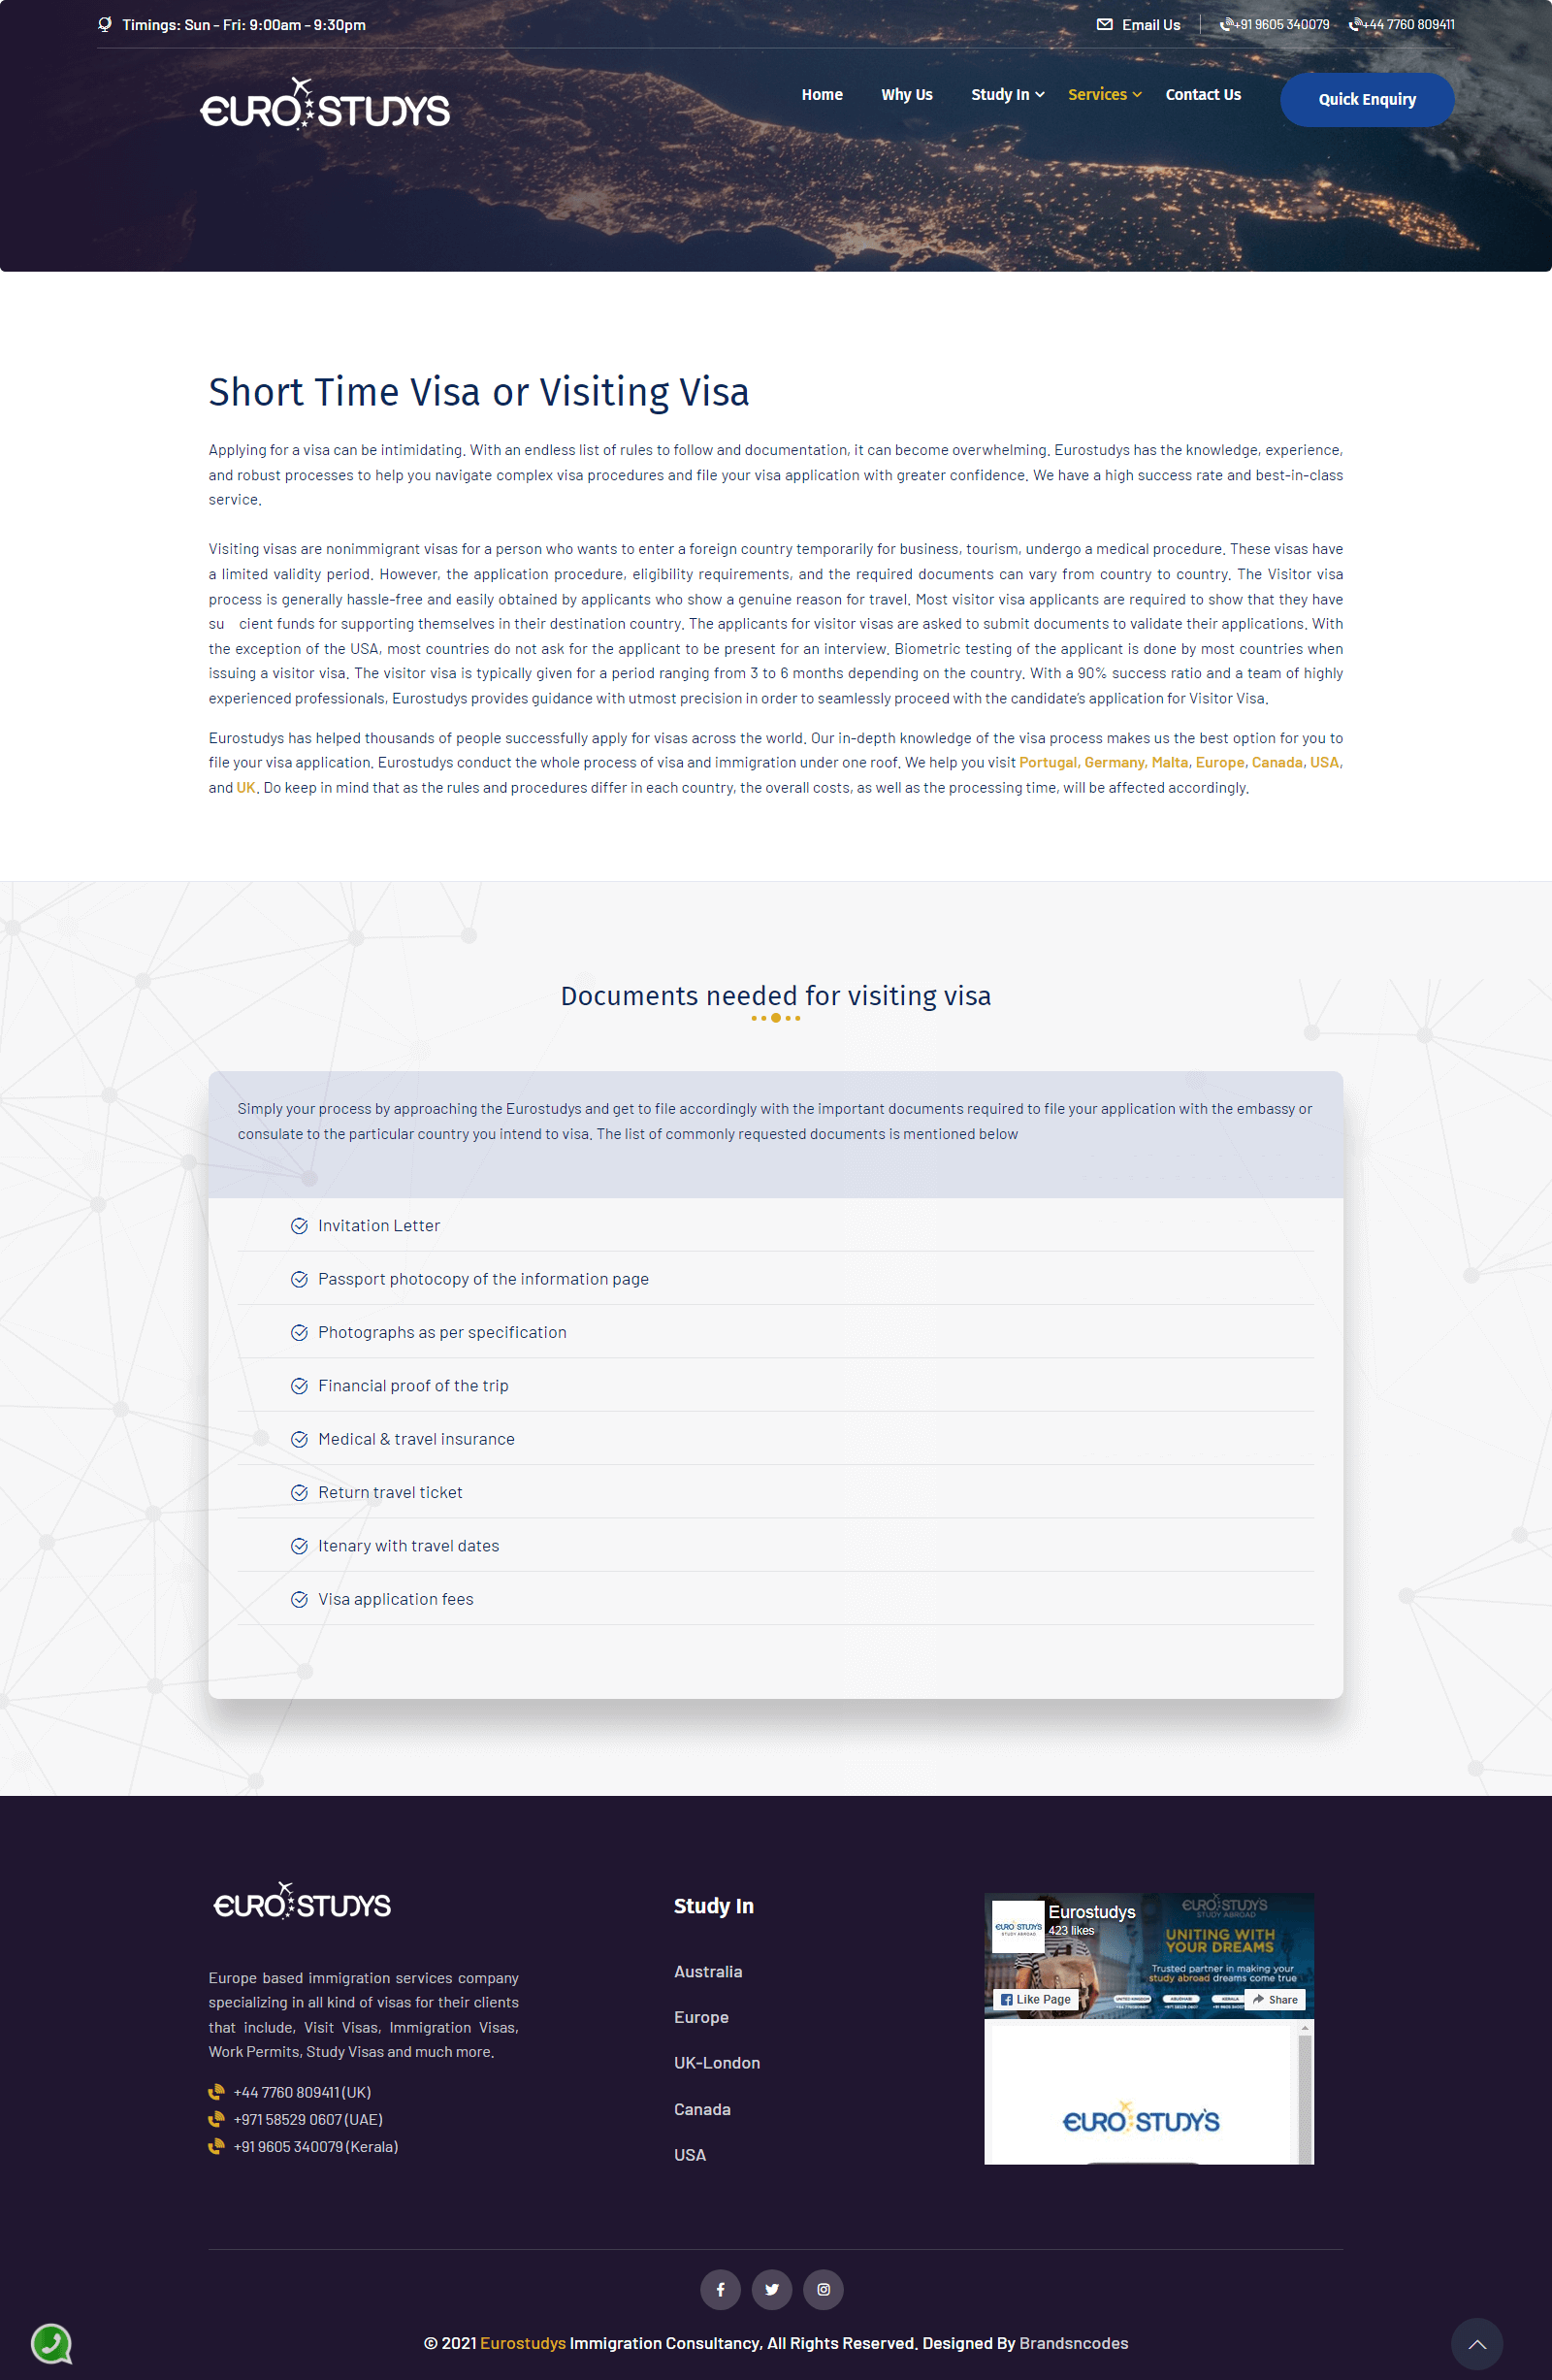 Timings: Sun - Fri: 9:00am - 9:30pm
Email Us
+91 9605 340079
+44 7760 809411
EURO STUDYS
Home
Why Us
Study In
Services
Contact Us
Quick Enquiry
Short Time Visa or Visiting Visa
Applying for a visa can be intimidating. With an endless list of rules to follow and documentation, it can become overwhelming. Eurostudys has the knowledge, experience,
and robust processes to help you navigate complex visa procedures and file your visa application with greater confidence. We have a high success rate and best-in-class
service.
Visiting visas are nonimmigrant visas for a person who wants to enter a foreign country temporarily for business, tourism, undergo a medical procedure. These visas have
a limited validity period. However, the application procedure, eligibility requirements, and the required documents can vary from country to country. The Visitor visa
process is generally hassle-free and easily obtained by applicants who show a genuine reason for travel. Most visitor visa applicants are required to show that they have
su cient funds for supporting themselves in their destination country. The applicants for visitor visas are asked to submit documents to validate their applications. With
the exception of the USA, most countries do not ask for the applicant to be present for an interview. Biometric testing of the applicant is done by most countries when
issuing a visitor visa. The visitor visa is typically given for a period ranging from 3 to 6 months depending on the country. With a 90% success ratio and a team of highly
experienced professionals, Eurostudys provides guidance with utmost precision in order to seamlessly proceed with the candidate's application for Visitor Visa.
Eurostudys has helped thousands of people successfully apply for visas across the world. Our in-depth knowledge of the visa process makes us the best option for you to
file your visa application. Eurostudys conduct the whole process of visa and immigration under one roof. We help you visit Portugal, Germany, Malta, Europe, Canada, USA,
and UK. Do keep in mind that as the rules and procedures differ in each country, the overall costs, as well as the processing time, will be affected accordingly.
Documents needed for visiting visa
Simply your process by approaching the Eurostudys and get to file accordingly with the important documents required to file your application with the embassy or
consulate to the particular country you intend to visa. The list of commonly requested documents is mentioned below
Invitation Letter
Passport photocopy of the information page
Photographs as per specification
Financial proof of the trip
Medical & travel insurance
Return travel ticket
Itenary with travel dates
Visa application fees
EURO STUDYS
Europe based immigration services company
specializing in all kind of visas for their clients
that include, Visit Visas, Immigration Visas,
Work Permits, Study Visas and much more.
+44 7760 809411 (UK)
+971 58529 0607 (UAE)
+91 9605 340079 (Kerala)
Study In
Australia
Europe
UK-London
Canada
USA
EURO STUDY'S
STUDY ABROAD
Eurostudys
423 likes
EURO STUDY'S
STUDY ABROAD
UNITING WITH
YOUR DREAMS
Trusted partner in making your
study abroad dreams come true
Like Page
Share
EURO STUDY'S
© 2021 Eurostudys Immigration Consultancy, All Rights Reserved. Designed By Brandsncodes